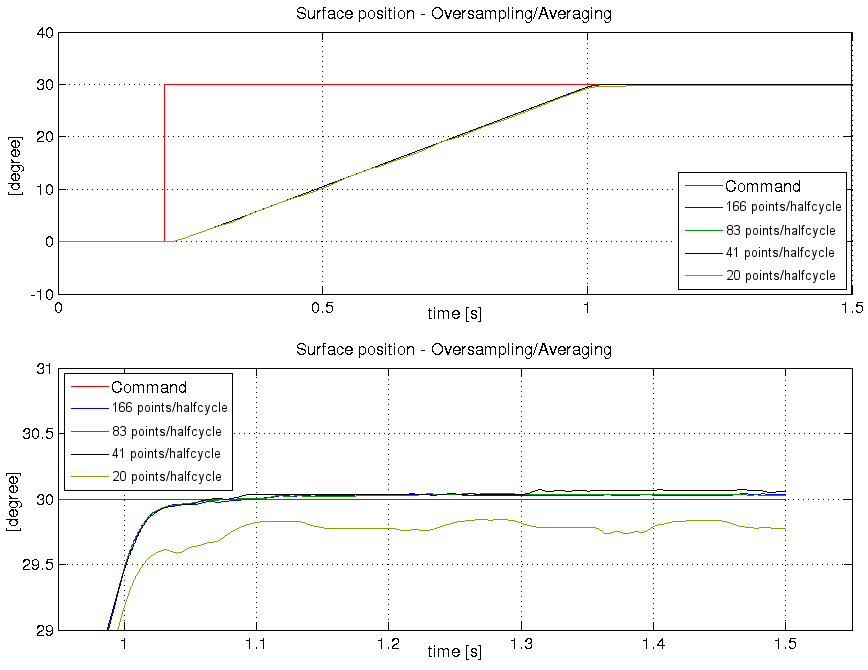 Surface position - Oversampling/Averaging
40
30
20
10
0
-10
[degree]
0
0.5
1
1.5
time [s]
Command
166 points/halfcycle
83 points/halfcycle
41 points/halfcycle
20 points/halfcycle
Surface position - Oversampling/Averaging
31
30.5
30
29.5
29
[degree]
1
1.1
1.2
1.3
1.4
1.5
time [s]
Command
166 points/halfcycle
83 points/halfcycle
41 points/halfcycle
20 points/halfcycle